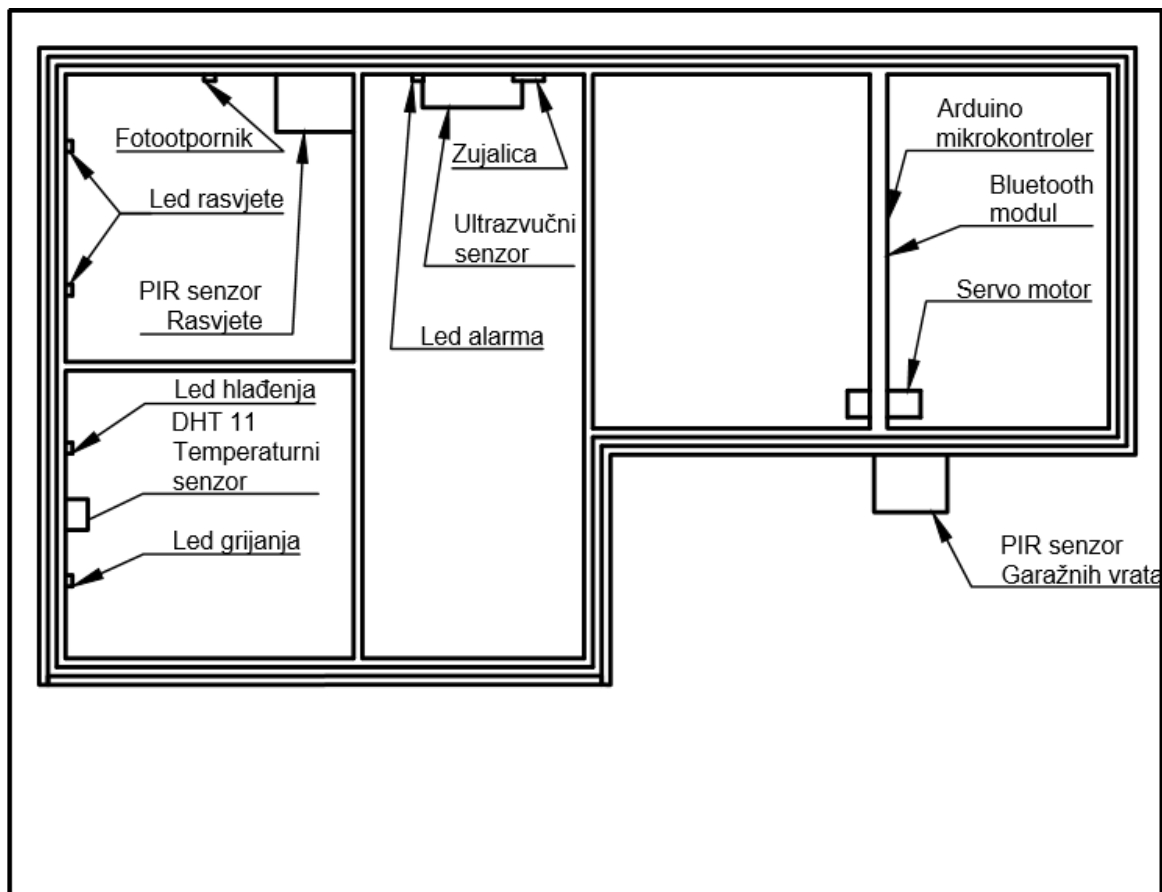 Fotootpornik
Led rasvjete
PIR senzor
Rasvjete
Zujalica
Ultrazvučni
senzor
Led alarma
Arduino
mikrokontroler
Bluetooth
modul
Servo motor
Led hlađenja
DHT 11
Temperaturni
senzor
Led grijanja
PIR senzor
Garažnih vrata